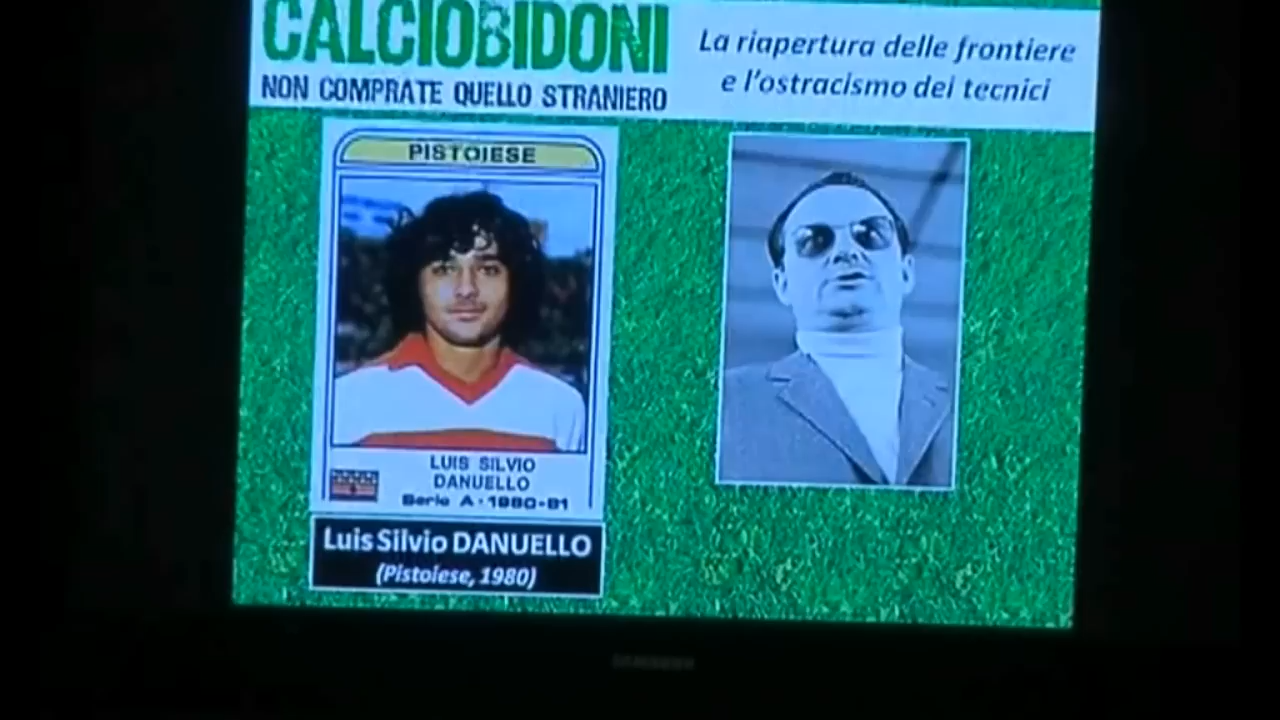 CALCIOBIDONI
NON COMPRATE QUELLO STRANIERO
La riapertura delle frontiere
e l'ostracismo dei tecnici
PISTOIESE
LUIS SILVIO
DANUELLO
Serie A · 1980-81
Luis Silvio DANUELLO
(Pistoiese, 1980)